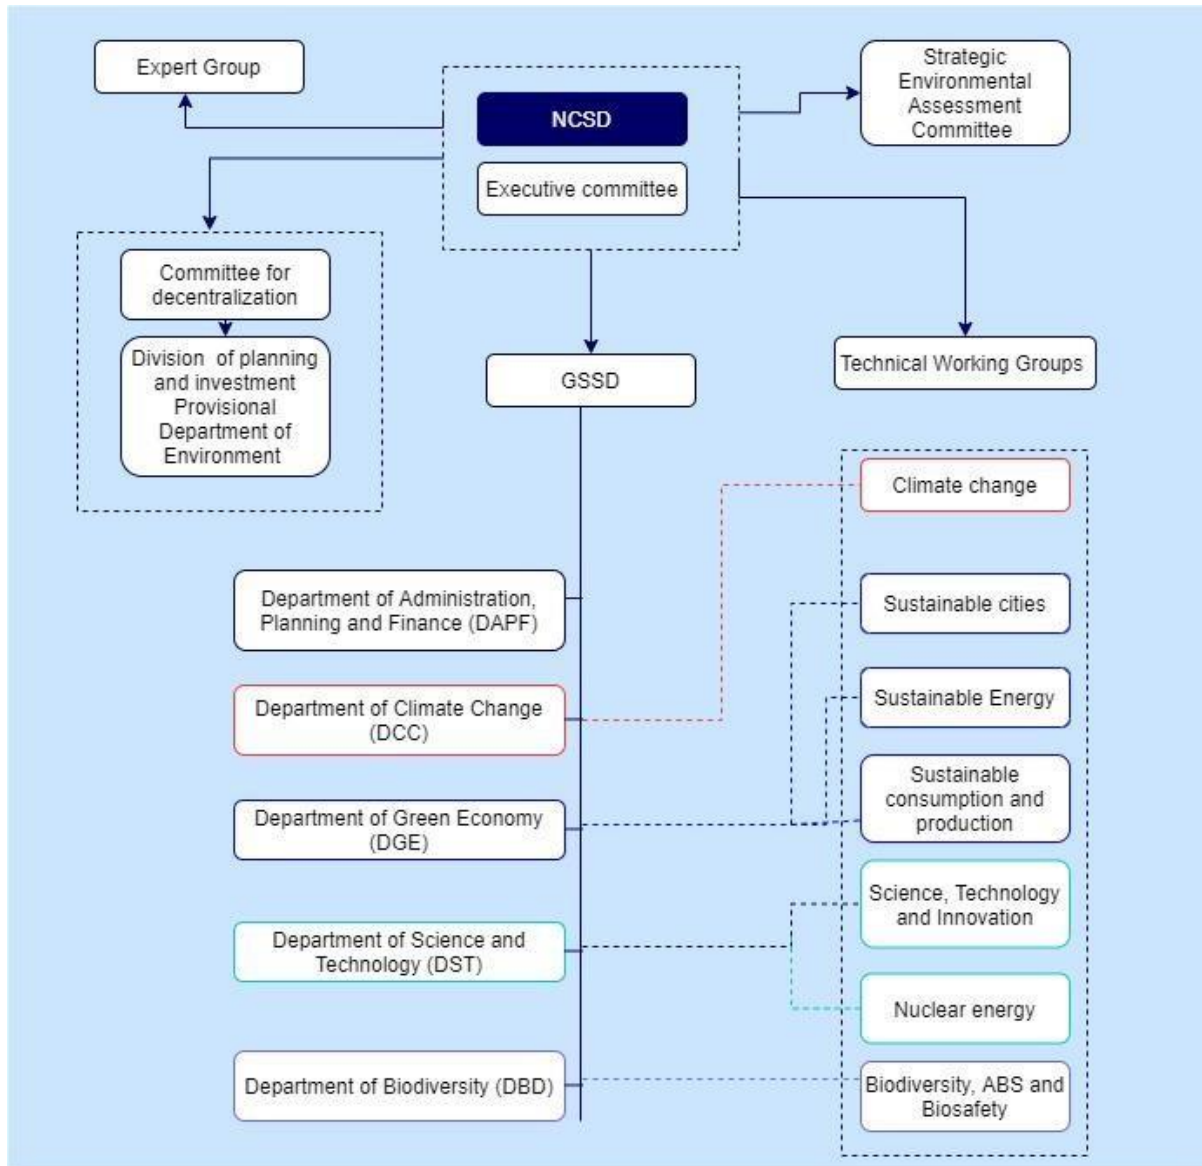 Expert Group
NCSD
Executive committee
Strategic
Environmental
Assessment
Committee
Committee for
decentralization
Division of planning
and investment
Provisional
Department of
Environment
GSSD
Technical Working Groups
Climate change
Department of Administration,
Planning and Finance (DAPF)
Sustainable cities
Department of Climate Change
(DCC)
Sustainable Energy
Department of Green Economy
(DGE)
Sustainable
consumption and
production
Department of Science and
Technology (DST)
Science, Technology
and Innovation
Nuclear energy
Department of Biodiversity (DBD)
Biodiversity, ABS and
Biosafety